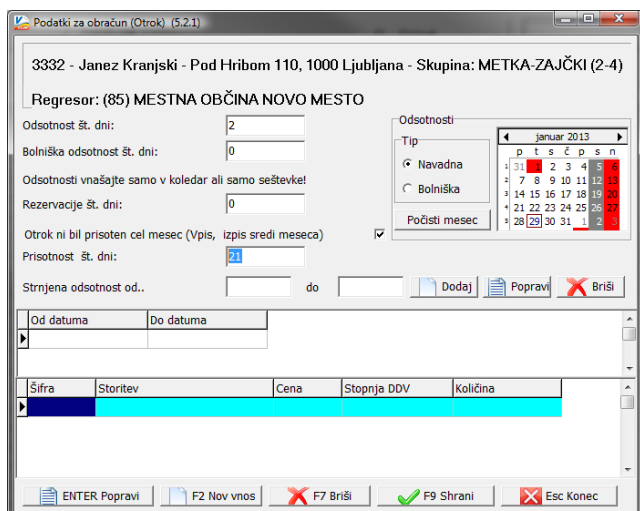 Podatki za obračun (Otrok) (5.2.1)
3332 - Janez Kranjski - Pod Hribom 110, 1000 Ljubljana - Skupina: METKA-ZAJČKI (2-4)
Regresor: (85) MESTNA OBČINA NOVO MESTO
Odsotnost št. dni: 2
Bolniška odsotnost št. dni: 0
Odsotnosti vnašajte samo v koledar ali samo seštevke!
Rezervacije št. dni: 0
Otrok ni bil prisoten cel mesec (Vpis, izpis sredi meseca)
Prisotnost št. dni: 21
Odsotnosti
Tip
Navadna
Bolniška
Počisti mesec
januar 2013
p t s č p s n
1 31 1 2 3 4 5 6
2 7 8 9 10 11 12 13
3 14 15 16 17 18 19 20
4 21 22 23 24 25 26 27
5 28 29 30 31 1 2 3
Strnjena odsotnost od.. do Dodaj Popravi Briši
Od datuma Do datuma
Šifra Storitev Cena Stopnja DDV Količina
ENTER Popravi F2 Nov vnos F7 Briši F9 Shrani Esc Konec